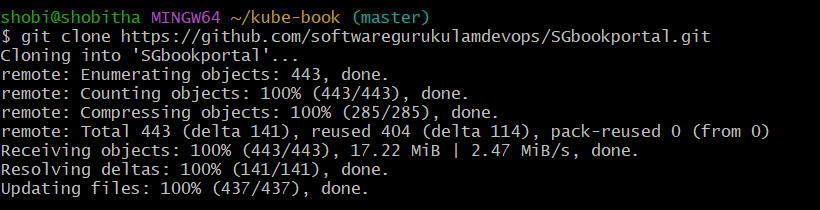 shobi@shobitha MINGW64 ~/kube-book (master)
$ git clone https://github.com/softwaregurukulamdevops/SGbookportal.git
Cloning into 'SGbookportal'...
remote: Enumerating objects: 443, done.
remote: Counting objects: 100% (443/443), done.
remote: Compressing objects: 100% (285/285), done.
remote: Total 443 (delta 141), reused 404 (delta 114), pack-reused 0 (from 0)
Receiving objects: 100% (443/443), 17.22 MiB | 2.47 MiB/s, done.
Resolving deltas: 100% (141/141), done.
Updating files: 100% (437/437), done.